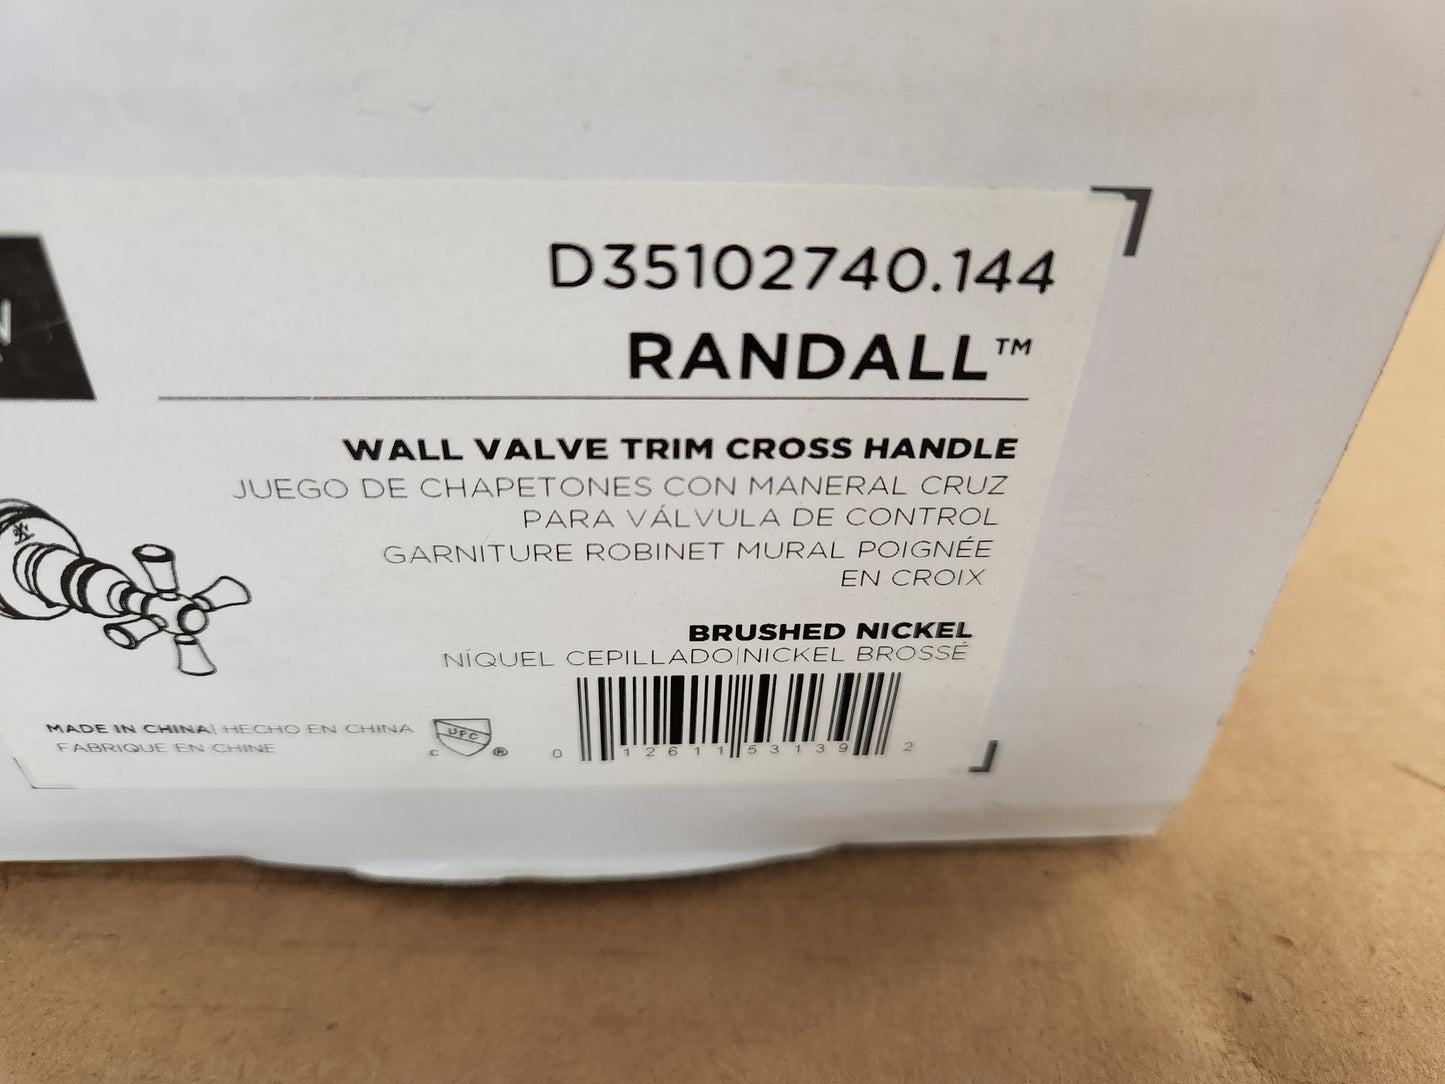 D35102740.144
RANDALL™
WALL VALVE TRIM CROSS HANDLE
JUEGO DE CHAPETONES CON MANERAL CRUZ
PARA VÁLVULA DE CONTROL
GARNITURE ROBINET MURAL POIGNÉE
EN CROIX
BRUSHED NICKEL
NÍQUEL CEPILLADO|NICKEL BROSSÉ
MADE IN CHINA| HECHO EN CHINA
FABRIQUE EN CHINE
c UPC ®
0 12611 53139 2